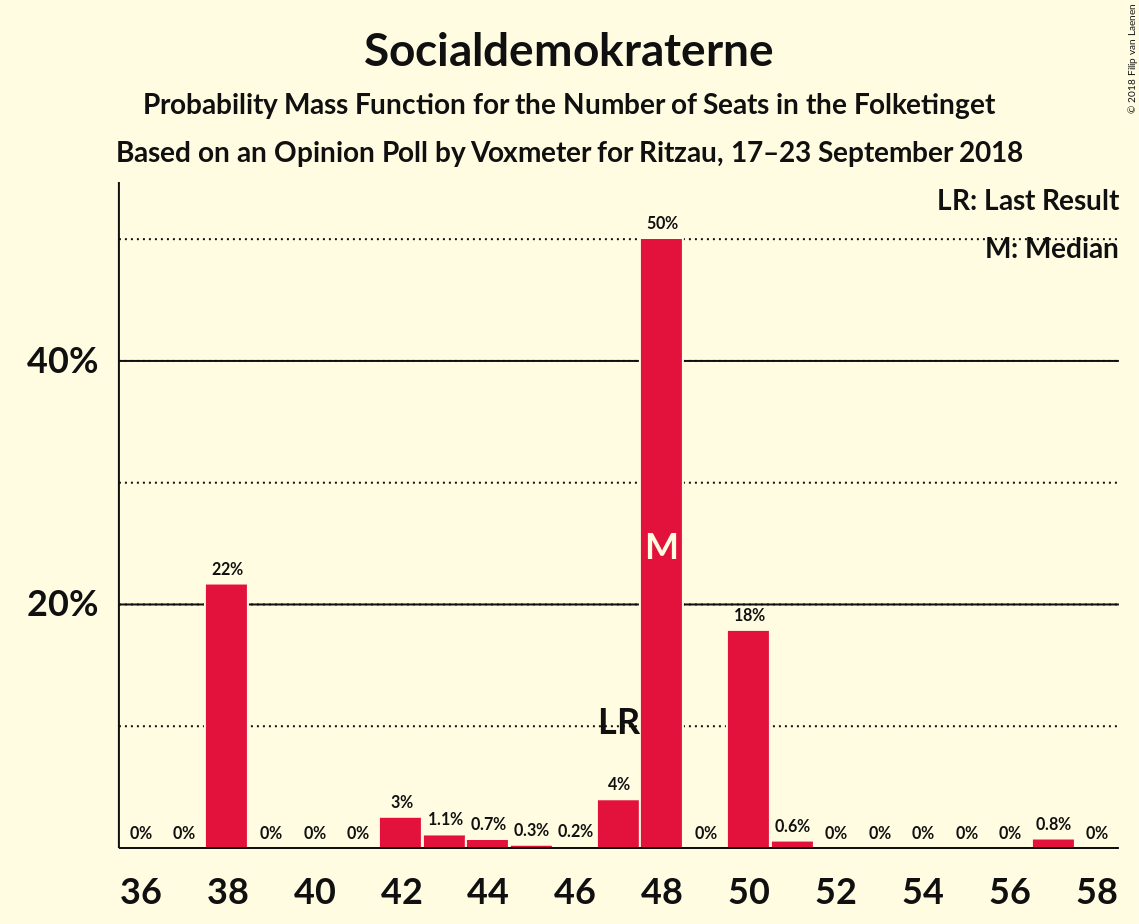 Socialdemokraterne
Probability Mass Function for the Number of Seats in the Folketinget
Based on an Opinion Poll by Voxmeter for Ritzau, 17–23 September 2018
© 2018 Filip van Laenen
LR: Last Result
M: Median
40%
20%
0% 0% 22% 0% 0% 0% 3% 1.1% 0.7% 0.3% 0.2% 4% 50% 0% 18% 0.6% 0% 0% 0% 0% 0% 0.8% 0%
LR
M
36 38 40 42 44 46 48 50 52 54 56 58